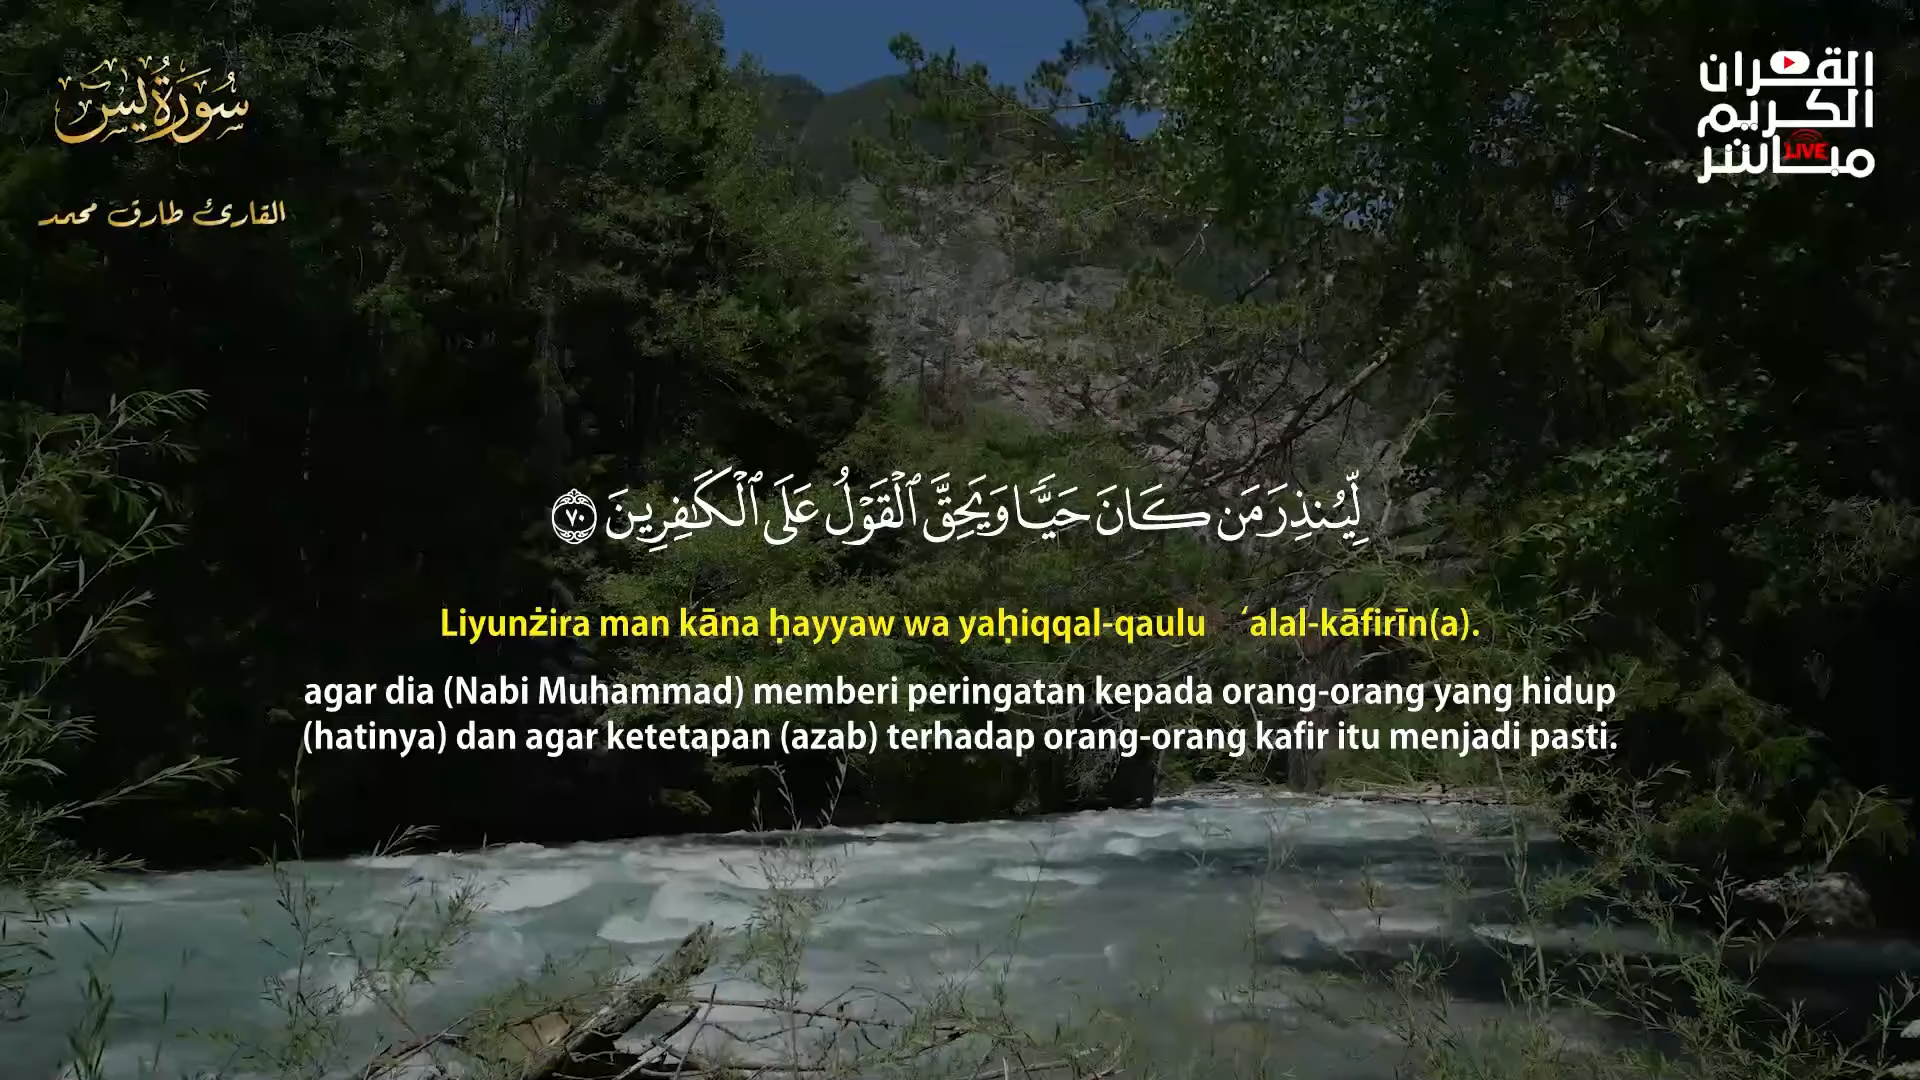 سُورَةُ يس
القارئ طارق محمد
القرآن
الكريم
مباشر
LIVE
لِّيُنذِرَ مَن كَانَ حَيًّا وَيَحِقَّ ٱلْقَوْلُ عَلَى ٱلْكَٰفِرِينَ ٧٠
Liyunżira man kāna ḥayyaw wa yaḥiqqal-qaulu ‘alal-kāfirīn(a).
agar dia (Nabi Muhammad) memberi peringatan kepada orang-orang yang hidup
(hatinya) dan agar ketetapan (azab) terhadap orang-orang kafir itu menjadi pasti.